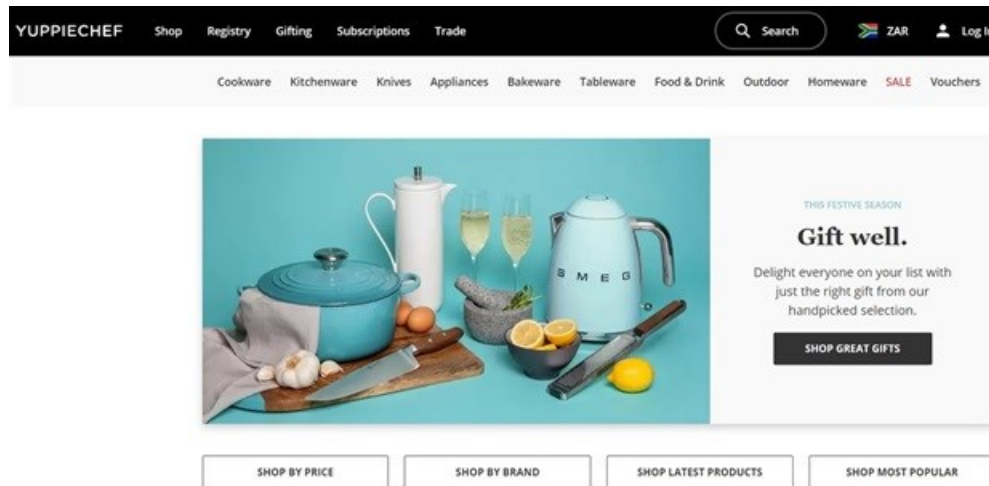 YUPPIECHEF Shop Registry Gifting Subscriptions Trade Search ZAR Log
Cookware Kitchenware Knives Appliances Bakeware Tableware Food & Drink Outdoor Homeware SALE Vouchers
THIS FESTIVE SEASON
Gift well.
Delight everyone on your list with
just the right gift from our
handpicked selection.
SHOP GREAT GIFTS
SMEG
SHOP BY PRICE SHOP BY BRAND SHOP LATEST PRODUCTS SHOP MOST POPULAR